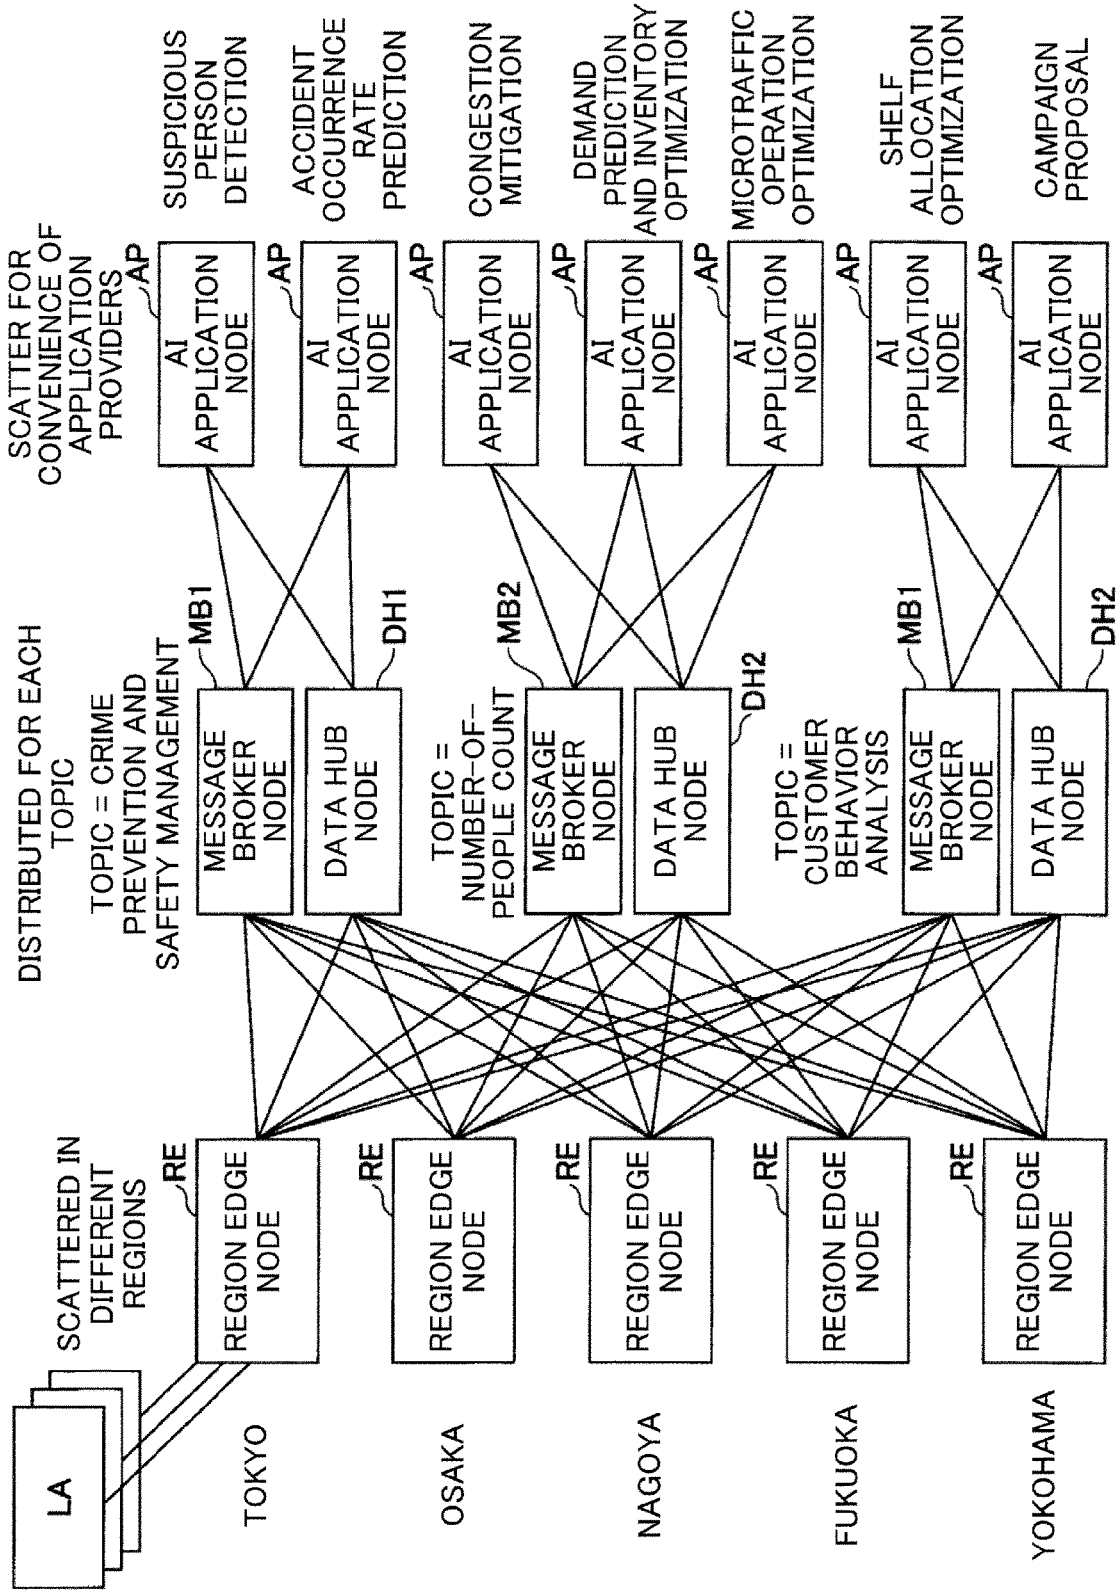 LA
SCATTERED IN
DIFFERENT
REGIONS
TOKYO
RE
REGION EDGE
NODE
OSAKA
RE
REGION EDGE
NODE
NAGOYA
RE
REGION EDGE
NODE
FUKUOKA
RE
REGION EDGE
NODE
YOKOHAMA
RE
REGION EDGE
NODE
DISTRIBUTED FOR EACH
TOPIC
TOPIC = CRIME
PREVENTION AND
SAFETY MANAGEMENT
MB1
MESSAGE
BROKER
NODE
DH1
DATA HUB
NODE
TOPIC =
NUMBER-OF-
PEOPLE COUNT
MB2
MESSAGE
BROKER
NODE
DH2
DATA HUB
NODE
TOPIC =
CUSTOMER
BEHAVIOR
ANALYSIS
MB1
MESSAGE
BROKER
NODE
DH2
DATA HUB
NODE
SCATTER FOR
CONVENIENCE OF
APPLICATION
PROVIDERS
AP
AI
APPLICATION
NODE
SUSPICIOUS
PERSON
DETECTION
AP
AI
APPLICATION
NODE
ACCIDENT
OCCURRENCE
RATE
PREDICTION
AP
AI
APPLICATION
NODE
CONGESTION
MITIGATION
AP
AI
APPLICATION
NODE
DEMAND
PREDICTION
AND INVENTORY
OPTIMIZATION
AP
AI
APPLICATION
NODE
MICROTRAFFIC
OPERATION
OPTIMIZATION
AP
AI
APPLICATION
NODE
SHELF
ALLOCATION
OPTIMIZATION
AP
AI
APPLICATION
NODE
CAMPAIGN
PROPOSAL